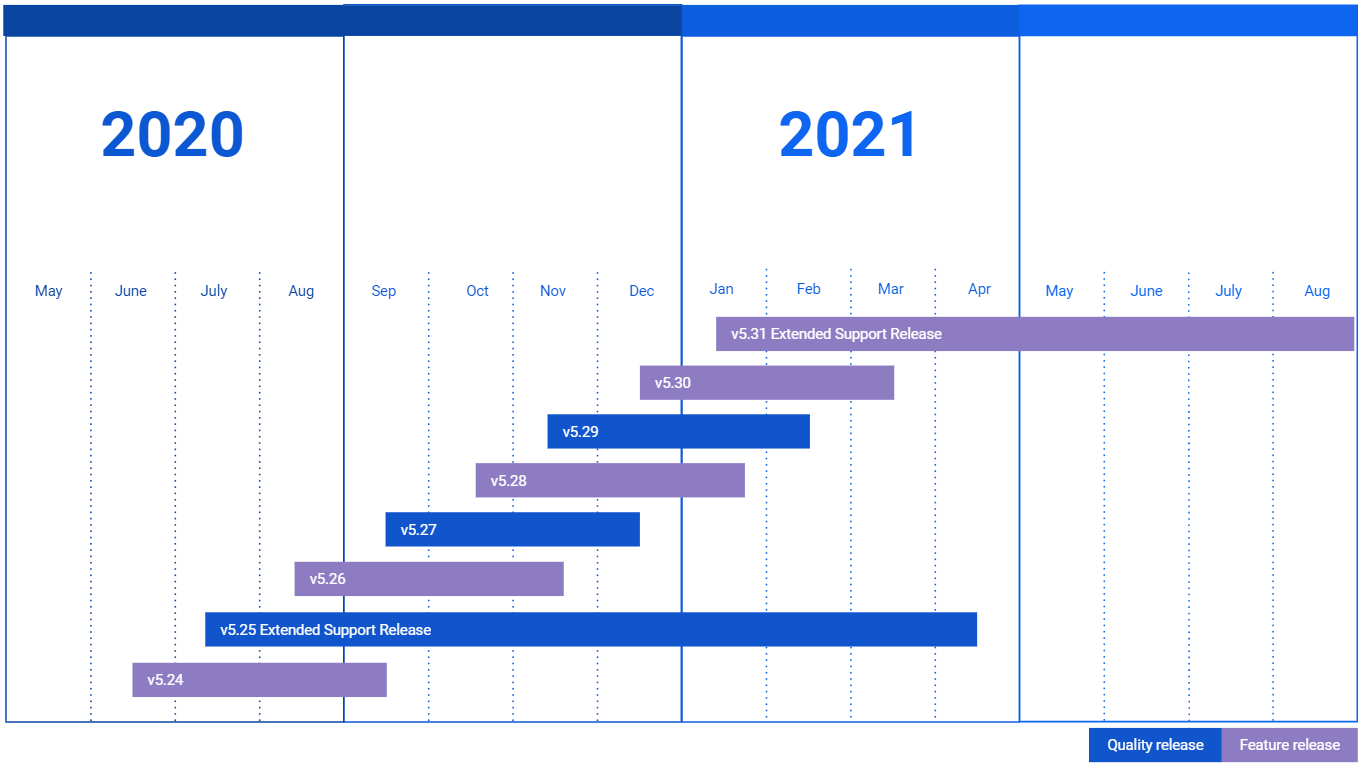 2020
2021
May June July Aug Sep Oct Nov Dec Jan Feb Mar Apr May June July Aug
v5.31 Extended Support Release
v5.30
v5.29
v5.28
v5.27
v5.26
v5.25 Extended Support Release
v5.24
Quality release Feature release